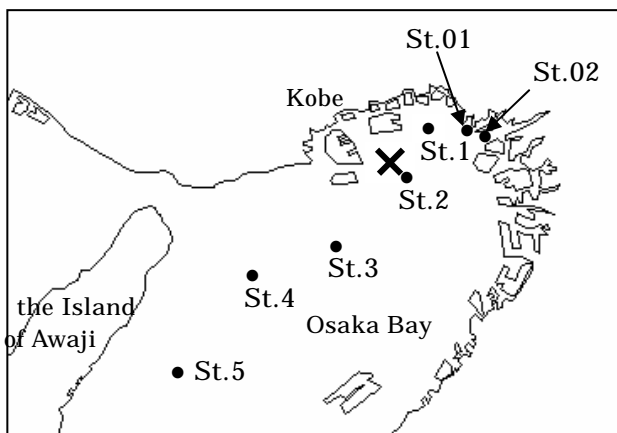 St.01
St.02
Kobe
St.1
St.2
St.3
St.4
the Island
of Awaji
Osaka Bay
St.5